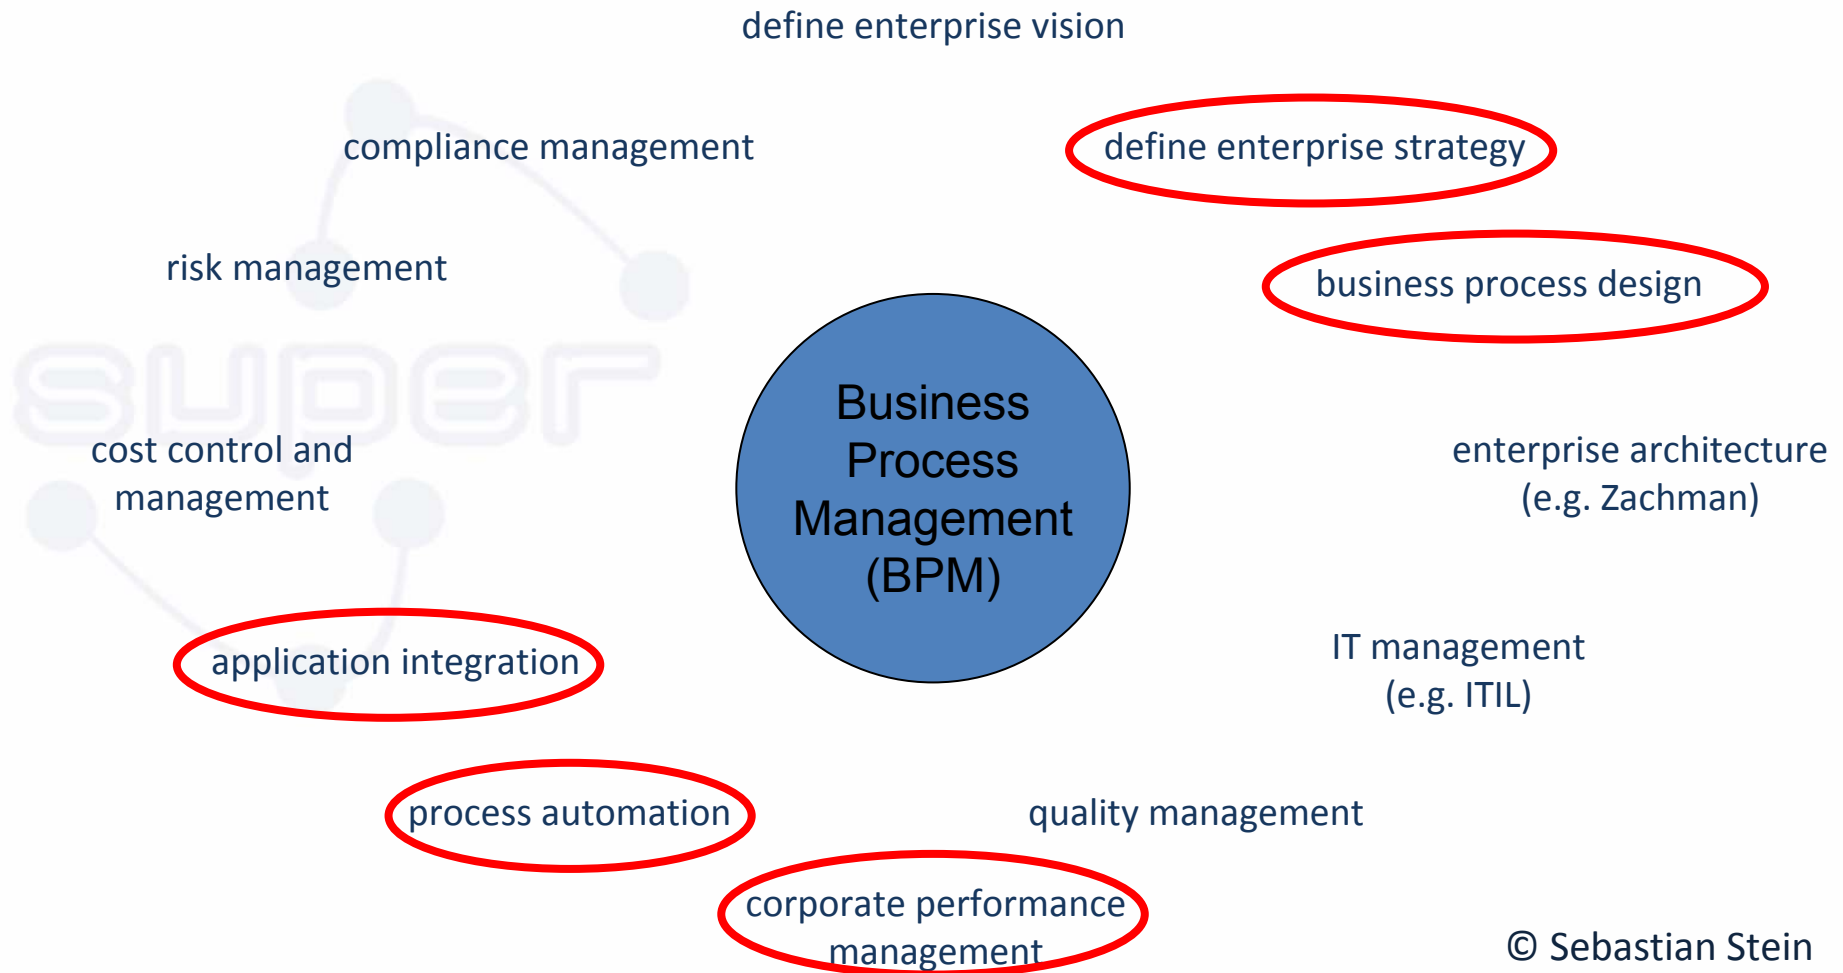 define enterprise vision
compliance management
define enterprise strategy
risk management
business process design
super
Business
Process
Management
(BPM)
cost control and
management
enterprise architecture
(e.g. Zachman)
application integration
IT management
(e.g. ITIL)
process automation
quality management
corporate performance
management
© Sebastian Stein